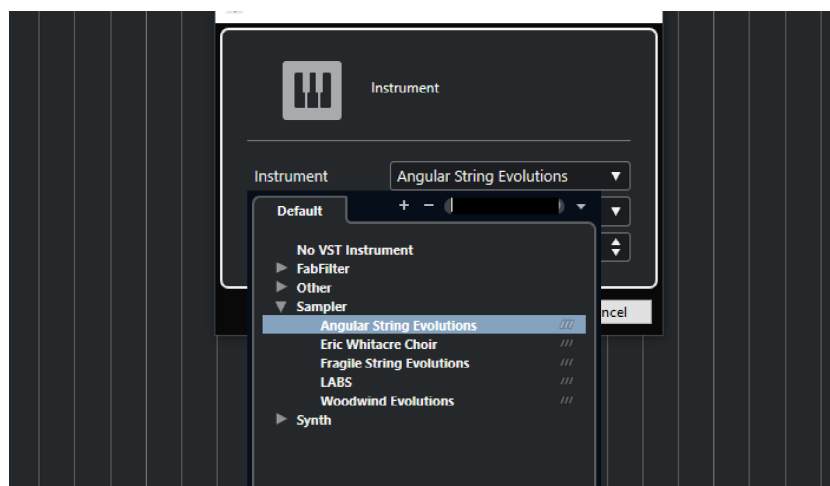 Instrument
Instrument Angular String Evolutions
Default
No VST Instrument
FabFilter
Other
Sampler
Angular String Evolutions
Eric Whitacre Choir
Fragile String Evolutions
LABS
Woodwind Evolutions
Synth
ncel